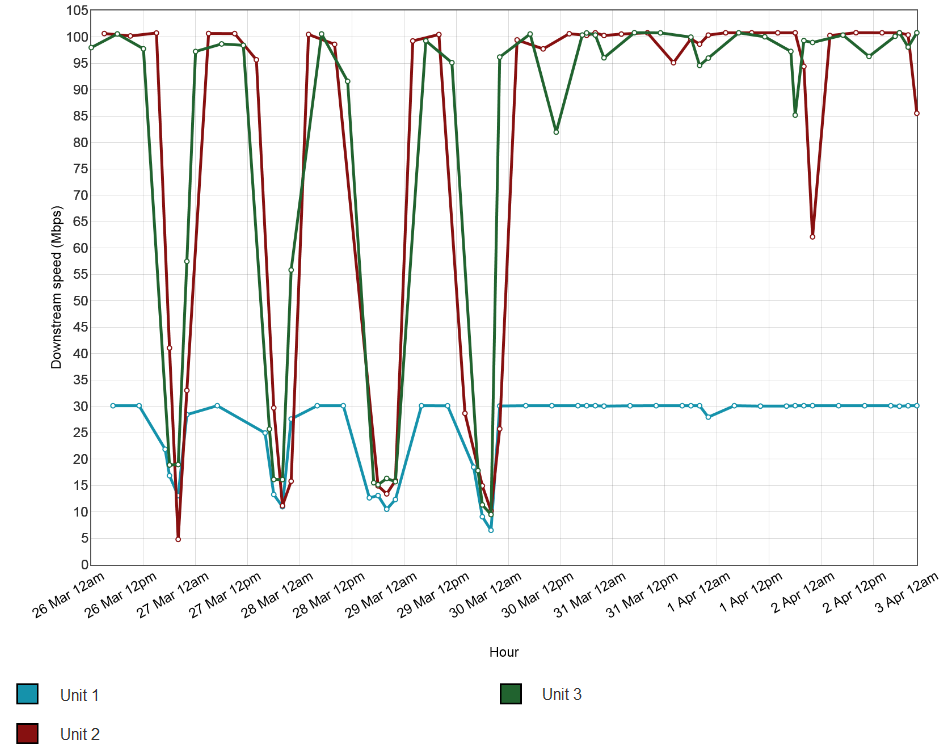 105
100
95
90
85
80
75
70
65
60
55
50
45
40
35
30
25
20
15
10
5
0
Downstream speed (Mbps)
26 Mar 12am
26 Mar 12pm
27 Mar 12am
27 Mar 12pm
28 Mar 12am
28 Mar 12pm
29 Mar 12am
29 Mar 12pm
30 Mar 12am
30 Mar 12pm
31 Mar 12am
31 Mar 12pm
1 Apr 12am
1 Apr 12pm
2 Apr 12am
2 Apr 12pm
3 Apr 12am
Hour
Unit 1
Unit 3
Unit 2